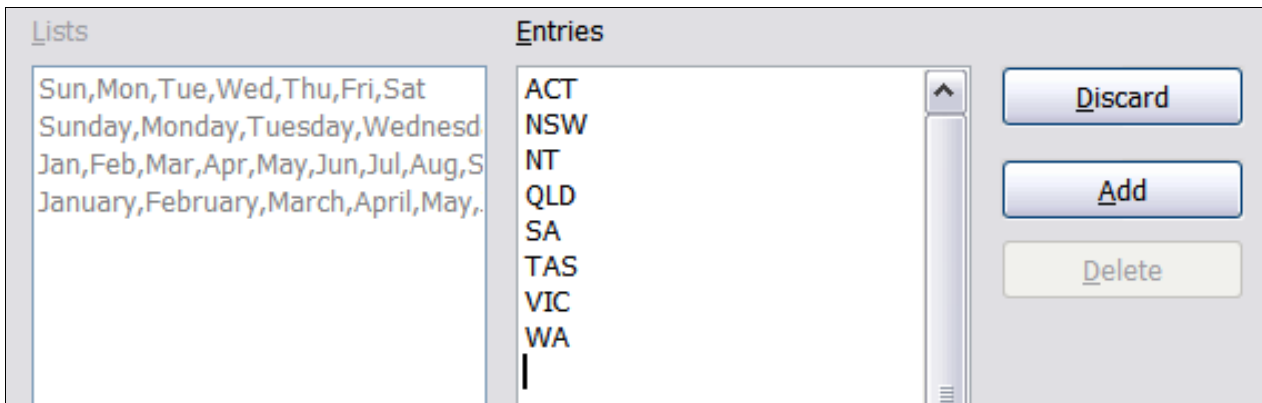 Lists
Sun,Mon,Tue,Wed,Thu,Fri,Sat
Sunday,Monday,Tuesday,Wednesd
Jan,Feb,Mar,Apr,May,Jun,Jul,Aug,S
January,February,March,April,May,.
Entries
ACT
NSW
NT
QLD
SA
TAS
VIC
WA
Discard
Add
Delete